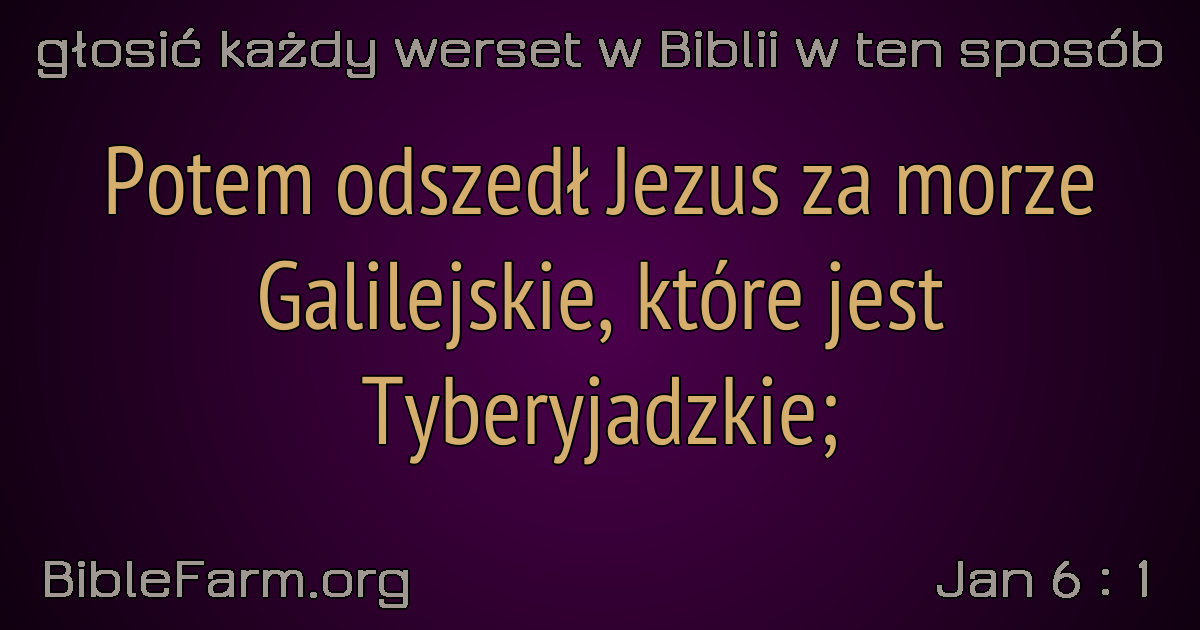 głosić każdy werset w Biblii w ten sposób
Potem odszedł Jezus za morze
Galilejskie, które jest
Tyberyjadzkie;
BibleFarm.org
Jan 6 : 1